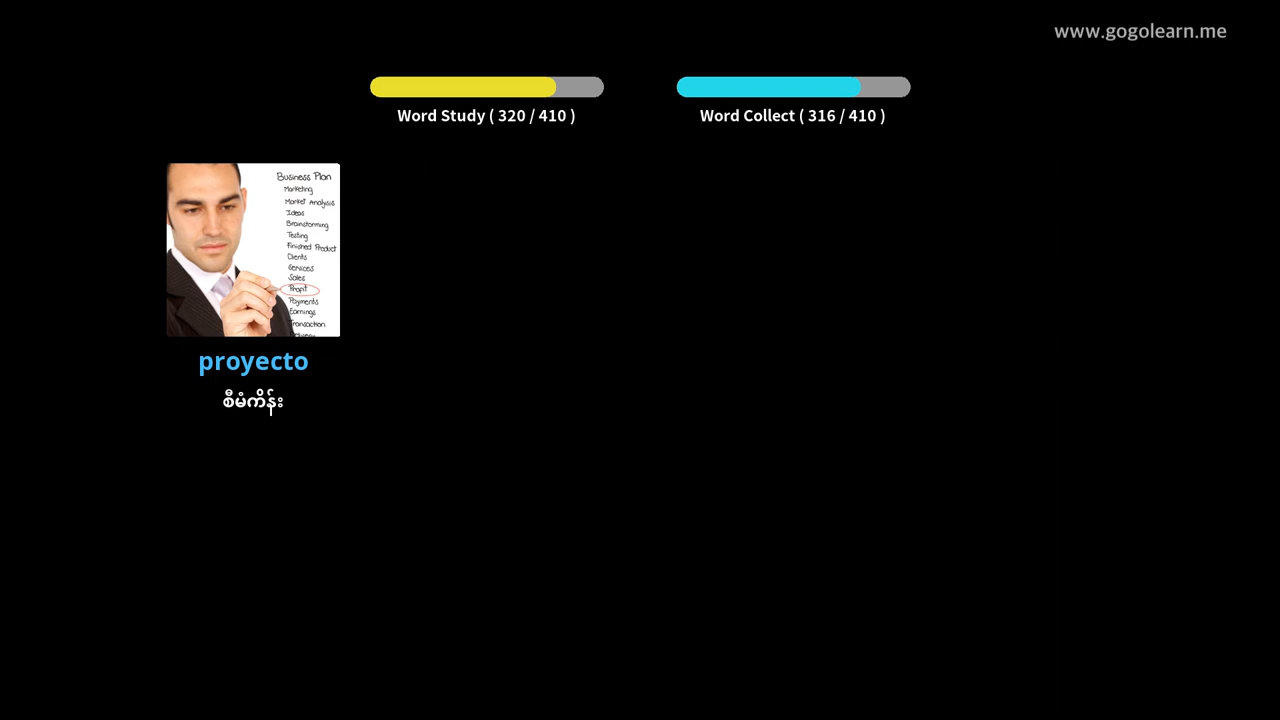 www.gogolearn.me
Word Study ( 320 / 410 )
Word Collect ( 316 / 410 )
Business Plan
Marketing
Market Analysis
Ideas
Brainstorming
Testing
Finished Product
Clients
Services
Sales
Profit
Payments
Earnings
Transaction
proyecto
စီမံကိန်း